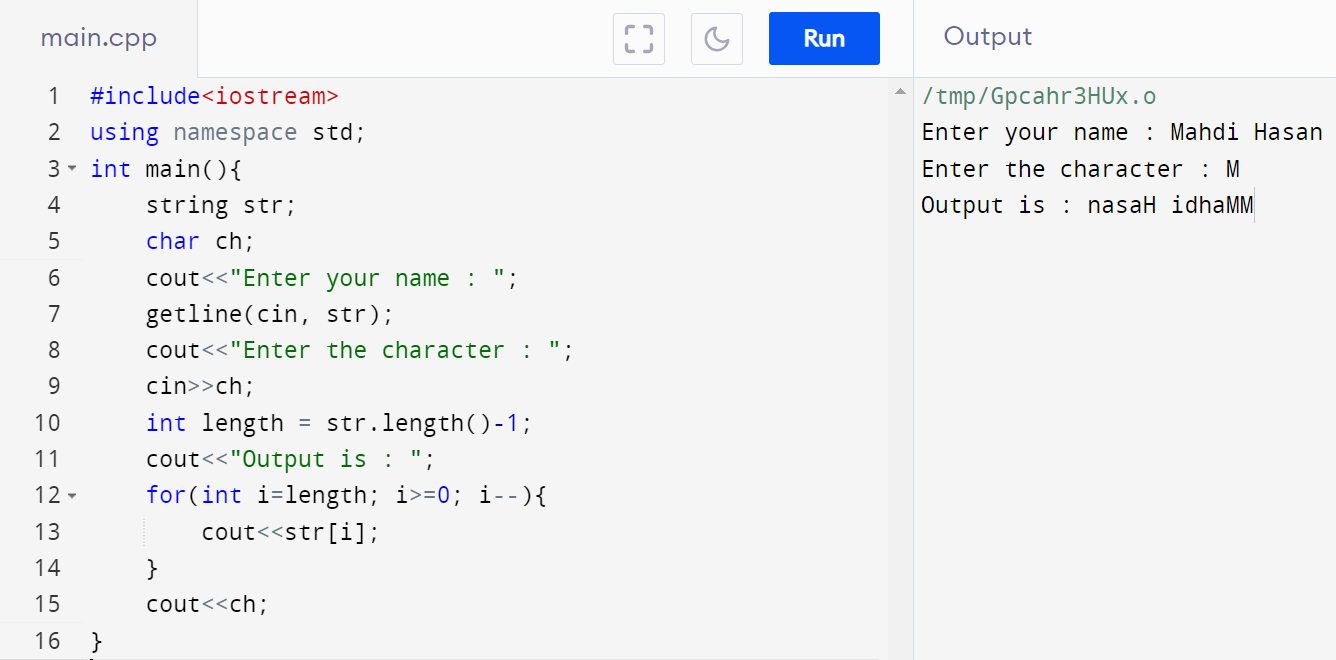 main.cpp
Run
Output
1 #include<iostream>
2 using namespace std;
3 int main(){
4     string str;
5     char ch;
6     cout<<"Enter your name : ";
7     getline(cin, str);
8     cout<<"Enter the character : ";
9     cin>>ch;
10     int length = str.length()-1;
11     cout<<"Output is : ";
12     for(int i=length; i>=0; i--){
13         cout<<str[i];
14     }
15     cout<<ch;
16 }
/tmp/Gpcahr3HUx.o
Enter your name : Mahdi Hasan
Enter the character : M
Output is : nasaH idhaMM